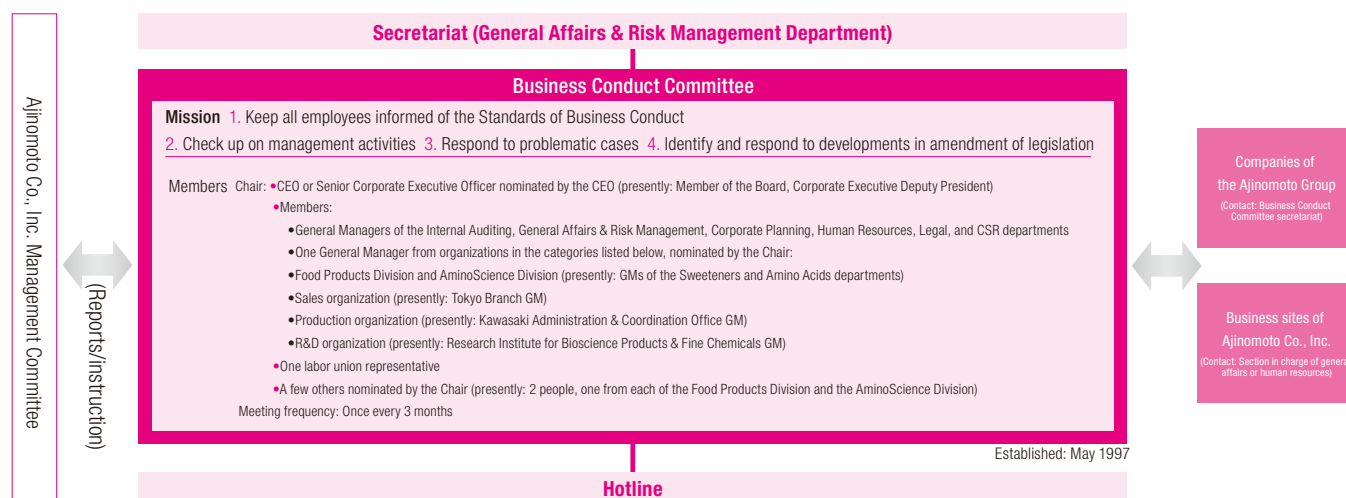 Secretariat (General Affairs & Risk Management Department)
Business Conduct Committee
Mission 1. Keep all employees informed of the Standards of Business Conduct
2. Check up on management activities 3. Respond to problematic cases 4. Identify and respond to developments in amendment of legislation
Members Chair: •CEO or Senior Corporate Executive Officer nominated by the CEO (presently: Member of the Board, Corporate Executive Deputy President)
•Members:
•General Managers of the Internal Auditing, General Affairs & Risk Management, Corporate Planning, Human Resources, Legal, and CSR departments
•One General Manager from organizations in the categories listed below, nominated by the Chair:
•Food Products Division and AminoScience Division (presently: GMs of the Sweeteners and Amino Acids departments)
•Sales organization (presently: Tokyo Branch GM)
•Production organization (presently: Kawasaki Administration & Coordination Office GM)
•R&D organization (presently: Research Institute for Bioscience Products & Fine Chemicals GM)
•One labor union representative
•A few others nominated by the Chair (presently: 2 people, one from each of the Food Products Division and the AminoScience Division)
Meeting frequency: Once every 3 months
Established: May 1997
Hotline
Ajinomoto Co., Inc. Management Committee
(Reports/instruction)
Companies of
the Ajinomoto Group
(Contact: Business Conduct
Committee secretariat)
Business sites of
Ajinomoto Co., Inc.
(Contact: Section in charge of general
affairs or human resources)